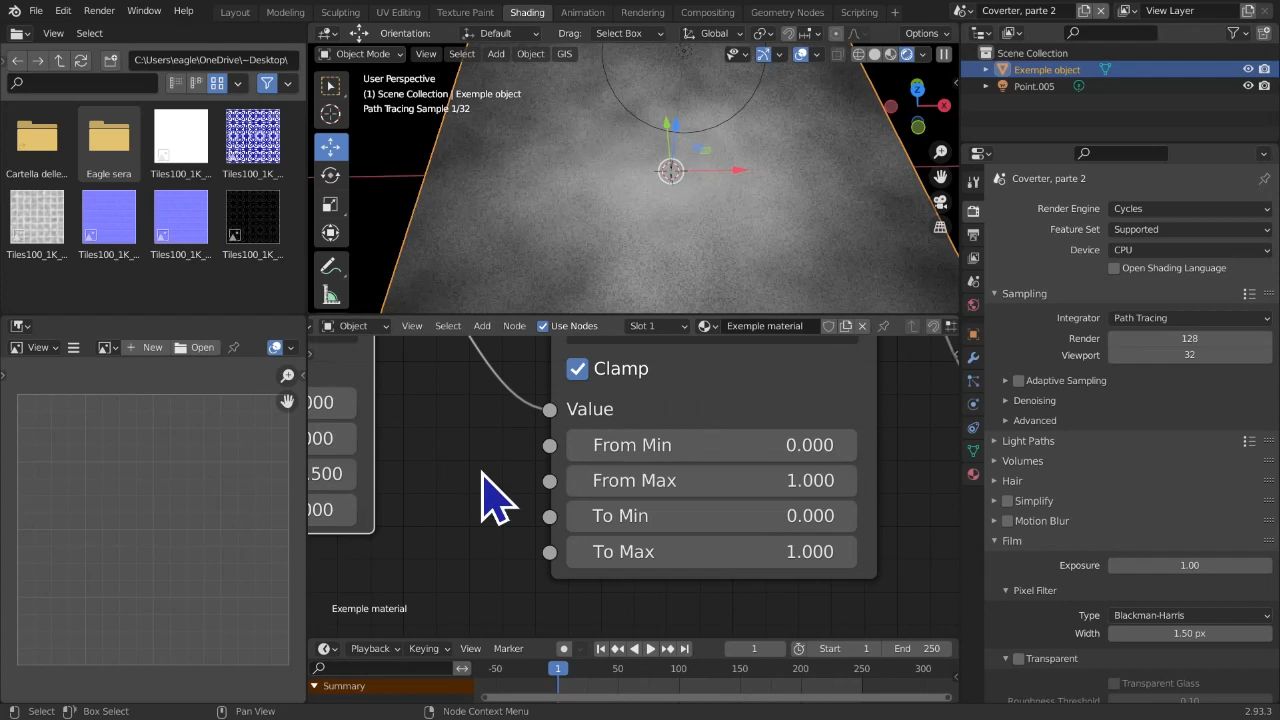 File Edit Render Window Help Layout Modeling Sculpting UV Editing Texture Paint Shading Animation Rendering Compositing Geometry Nodes Scripting + Coverter, parte 2 View Layer
View Select Orientation: Default Drag: Select Box Global Options
C:\Users\eagle\OneDrive\~Desktop\
Object Mode View Select Add Object GIS
User Perspective
(1) Scene Collection | Exemple object
Path Tracing Sample 1/32
Z
X
Cartella delle... Eagle sera Tiles100_1K_... Tiles100_1K_...
Tiles100_1K_... Tiles100_1K_... Tiles100_1K_... Tiles100_1K_...
View New Open
Object View Select Add Node Use Nodes Slot 1 Exemple material
Clamp
Value
From Min 0.000
From Max 1.000
To Min 0.000
To Max 1.000
000
000
.500
000
Exemple material
Playback Keying View Marker 1 Start 1 End 250
-50 1 50 100 150 200 250 300
Summary
Scene Collection
Exemple object
Point.005
Coverter, parte 2
Render Engine Cycles
Feature Set Supported
Device CPU
Open Shading Language
Sampling
Integrator Path Tracing
Render 128
Viewport 32
Adaptive Sampling
Denoising
Advanced
Light Paths
Volumes
Hair
Simplify
Motion Blur
Film
Exposure 1.00
Pixel Filter
Type Blackman-Harris
Width 1.50 px
Transparent
Transparent Glass
Roughness Threshold 0.10
Select Box Select Pan View Node Context Menu 2.93.3